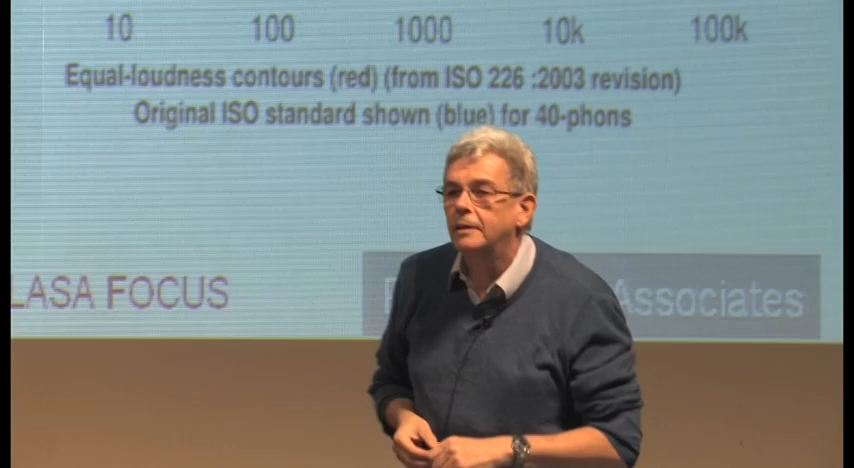 10 100 1000 10k 100k
Equal-loudness contours (red) (from ISO 226 :2003 revision)
Original ISO standard shown (blue) for 40-phons
LASA FOCUS
Associates